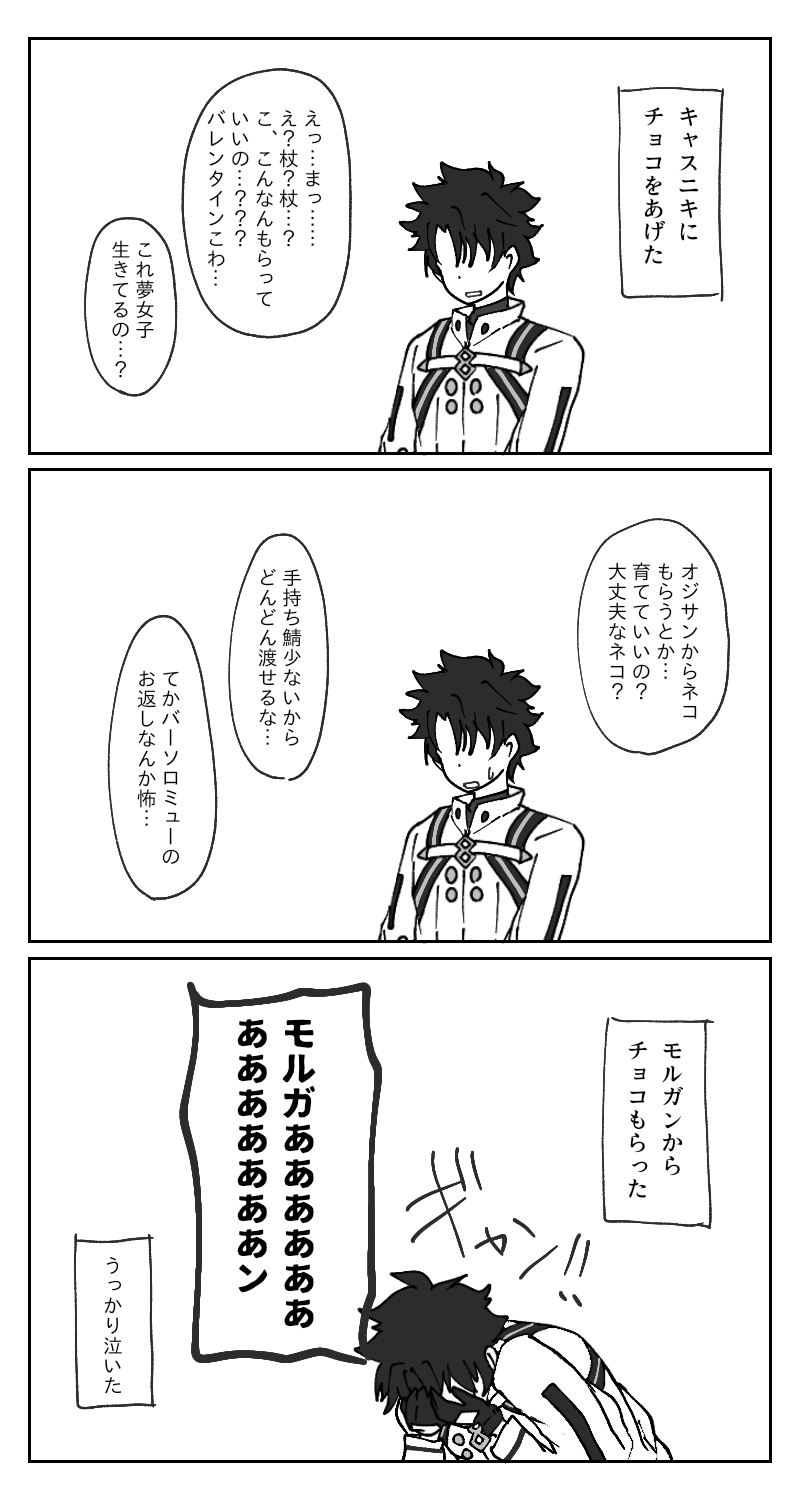 キャスニキに
チョコをあげた
えっ…まっ……
え？杖？杖…？
こ、こんなんもらって
いいの…？？？
バレンタインこわ…
これ夢女子
生きてるの…？
オジサンからネコ
もらうとか…
育てていいの？
大丈夫なネコ？
手持ち鯖少ないから
どんどん渡せるな…
てかバーソロミューの
お返しなんか怖…
モルガンから
チョコもらった
ギャン!!
モルガあああああああ
あああああああン
うっかり泣いた